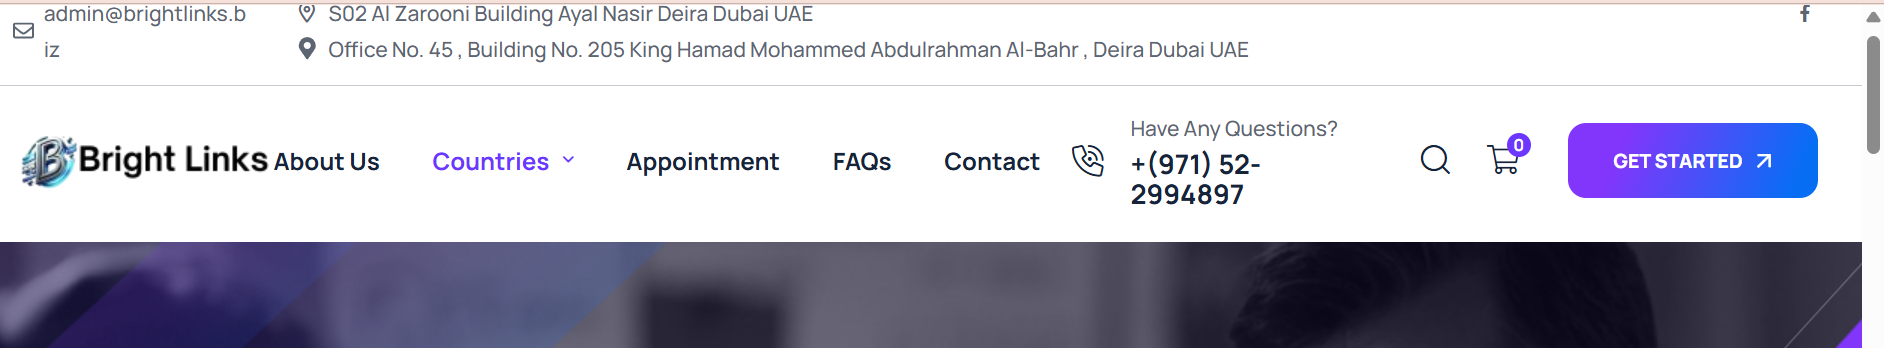 admin@brightlinks.b
iz
S02 Al Zarooni Building Ayal Nasir Deira Dubai UAE
Office No. 45 , Building No. 205 King Hamad Mohammed Abdulrahman Al-Bahr , Deira Dubai UAE
Bright Links
About Us
Countries
Appointment
FAQs
Contact
Have Any Questions?
+(971) 52-
2994897
0
GET STARTED